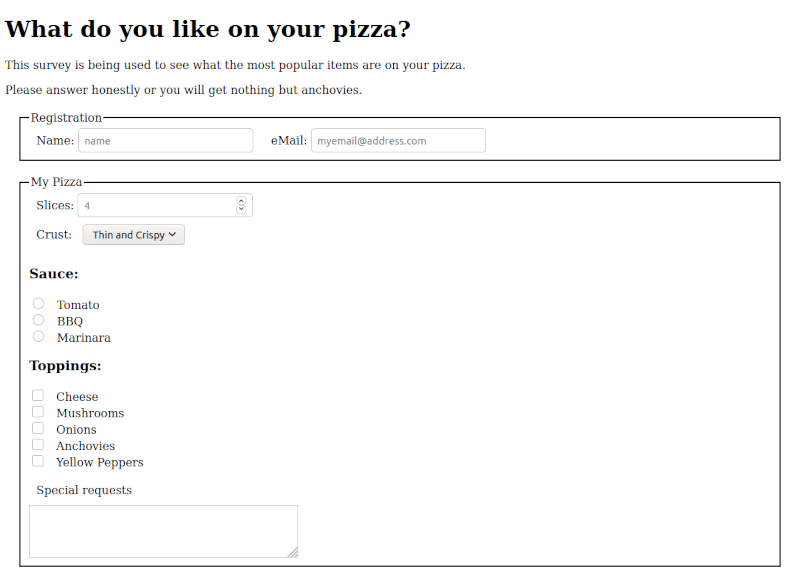 What do you like on your pizza?
This survey is being used to see what the most popular items are on your pizza.
Please answer honestly or you will get nothing but anchovies.
Registration
Name: name eMail: myemail@address.com
My Pizza
Slices: 4
Crust: Thin and Crispy
Sauce:
Tomato
BBQ
Marinara
Toppings:
Cheese
Mushrooms
Onions
Anchovies
Yellow Peppers
Special requests